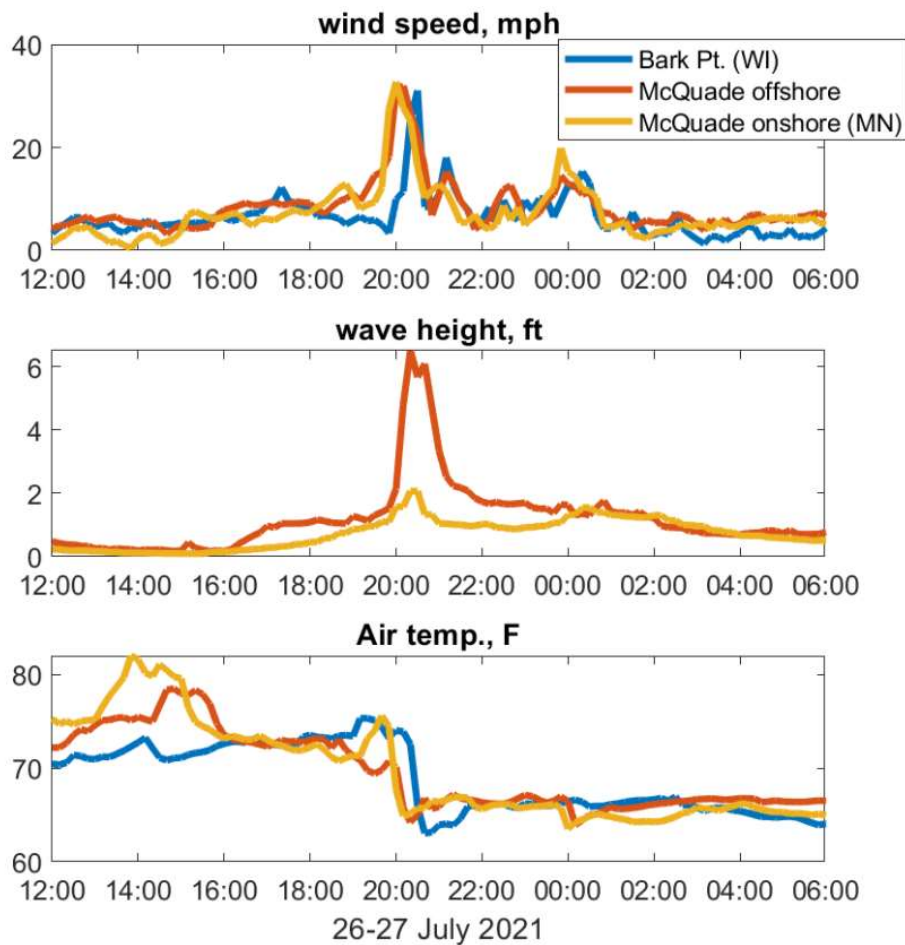 wind speed, mph
Bark Pt. (WI)
McQuade offshore
McQuade onshore (MN)
40
20
0
12:00 14:00 16:00 18:00 20:00 22:00 00:00 02:00 04:00 06:00
wave height, ft
6
4
2
0
12:00 14:00 16:00 18:00 20:00 22:00 00:00 02:00 04:00 06:00
Air temp., F
80
70
60
12:00 14:00 16:00 18:00 20:00 22:00 00:00 02:00 04:00 06:00
26-27 July 2021